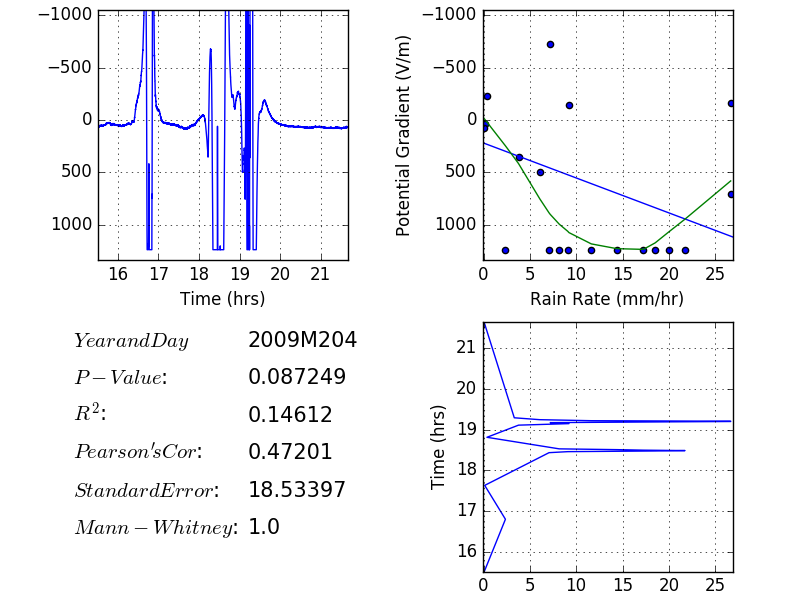 −1000
−500
0
500
1000
16 17 18 19 20 21
Time (hrs)
Potential Gradient (V/m)
−1000
−500
0
500
1000
0 5 10 15 20 25
Rain Rate (mm/hr)
YearandDay 2009M204
P − Value: 0.087249
R²: 0.14612
Pearson'sCor: 0.47201
StandardError: 18.53397
Mann − Whitney: 1.0
Time (hrs)
21
20
19
18
17
16
0 5 10 15 20 25